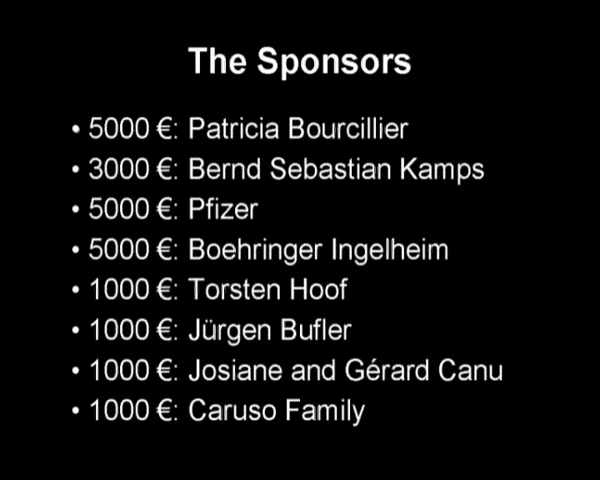 The Sponsors
• 5000 €: Patricia Bourcillier
• 3000 €: Bernd Sebastian Kamps
• 5000 €: Pfizer
• 5000 €: Boehringer Ingelheim
• 1000 €: Torsten Hoof
• 1000 €: Jürgen Bufler
• 1000 €: Josiane and Gérard Canu
• 1000 €: Caruso Family